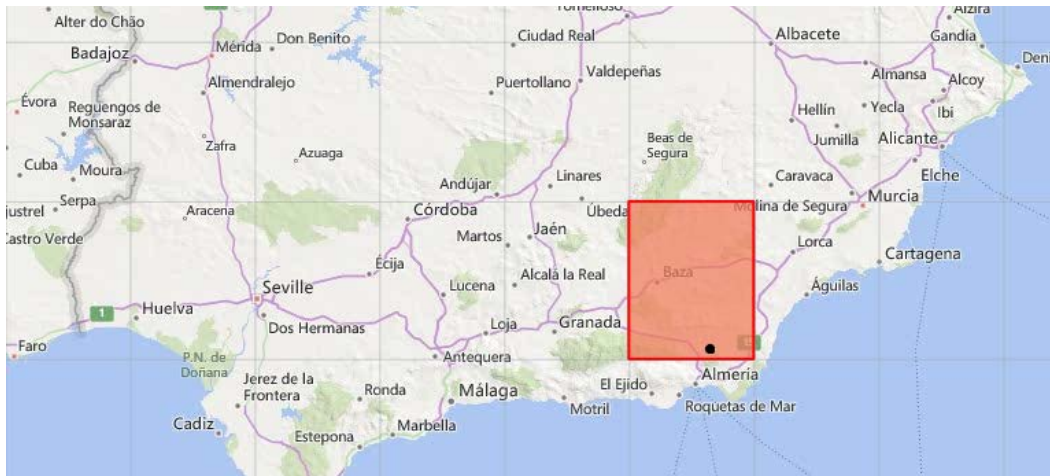 Alter do Chão
Tomelloso
Alzira
Badajoz
Mérida
Don Benito
Ciudad Real
Albacete
Gandía
Almendralejo
Puertollano
Valdepeñas
Almansa
Alcoy
Évora
Reguengos de
Monsaraz
Hellín
Yecla
Ibi
Zafra
Azuaga
Beas de
Segura
Jumilla
Alicante
Cuba
Moura
Andújar
Linares
Caravaca
Elche
Serpa
Aracena
Córdoba
Úbeda
Molina de Segura
Murcia
Castro Verde
Martos
Jaén
Lorca
Écija
Alcalá la Real
Baza
Cartagena
Seville
Lucena
Águilas
1
Huelva
Dos Hermanas
Loja
Granada
Faro
P.N. de
Doñana
Antequera
Almería
Jerez de la
Frontera
Ronda
Málaga
El Ejido
Motril
Roquetas de Mar
Cadiz
Marbella
Estepona